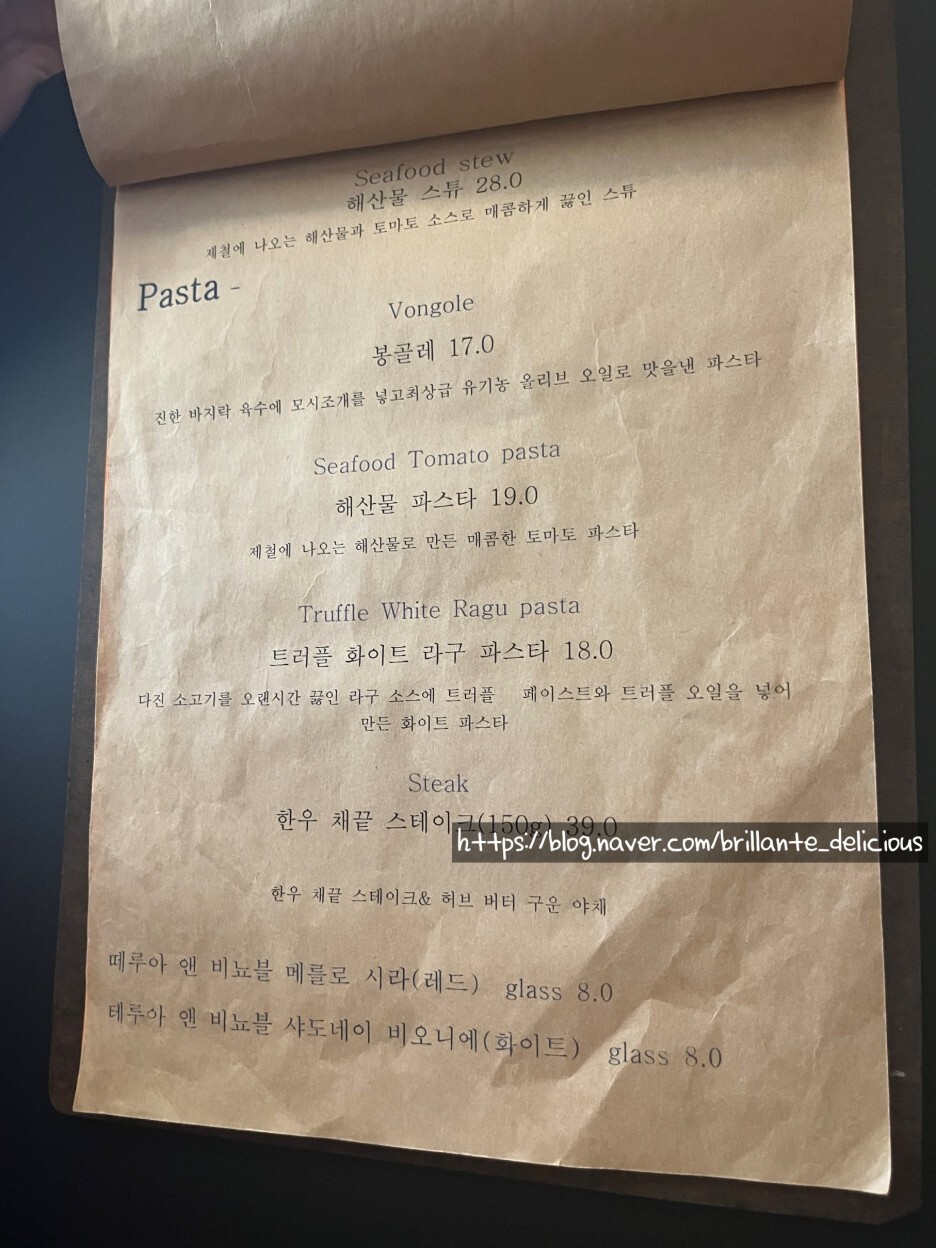 Seafood stew
해산물 스튜 28.0
제철에 나오는 해산물과 토마토 소스로 매콤하게 끓인 스튜
Pasta -
Vongole
봉골레 17.0
진한 바지락 육수에 모시조개를 넣고최상급 유기농 올리브 오일로 맛을낸 파스타
Seafood Tomato pasta
해산물 파스타 19.0
제철에 나오는 해산물로 만든 매콤한 토마토 파스타
Truffle White Ragu pasta
트러플 화이트 라구 파스타 18.0
다진 소고기를 오랜시간 끓인 라구 소스에 트러플 페이스트와 트러플 오일을 넣어
만든 화이트 파스타
Steak
한우 채끝 스테이크(150g) 39.0
https://blog.naver.com/brillante_delicious
한우 채끝 스테이크& 허브 버터 구운 야채
떼루아 앤 비뇨블 메를로 시라(레드) glass 8.0
테루아 앤 비뇨블 샤도네이 비오니에(화이트) glass 8.0